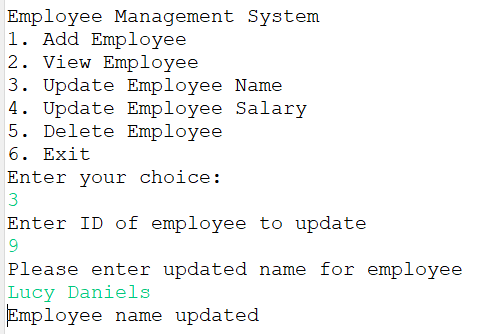 Employee Management System
1. Add Employee
2. View Employee
3. Update Employee Name
4. Update Employee Salary
5. Delete Employee
6. Exit
Enter your choice:
3
Enter ID of employee to update
9
Please enter updated name for employee
Lucy Daniels
Employee name updated